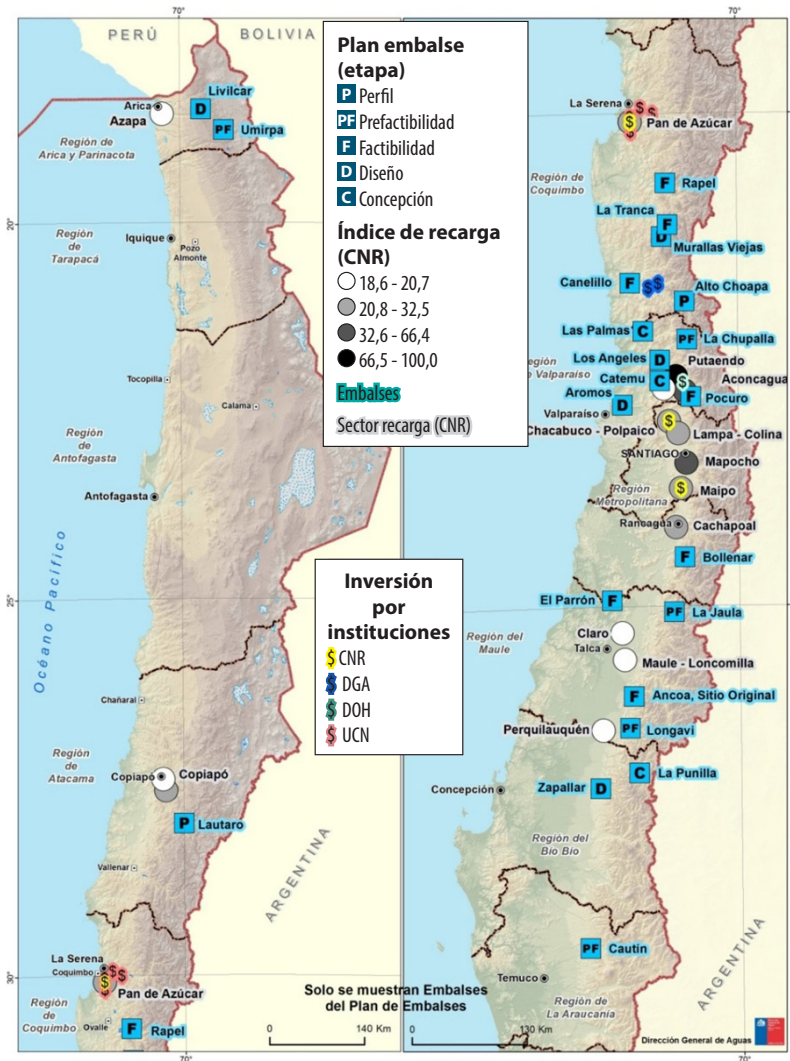 70°
PERÚ
BOLIVIA
Livilcar
Arica
D
Azapa
PF
Umirpa
Región de
Arica y Parinacota
20°
Región
de
Tarapacá
Iquique
Pozo
Almonte
Tocopilla
Calama
Región
de
Antofagasta
Antofagasta
Océano Pacífico
25°
Chañaral
Región
de
Atacama
Copiapó
Copiapó
P
Lautaro
Vallenar
ARGENTINA
La Serena
Coquimbo
$ $
$
Pan de Azúcar
30°
Región
de
Coquimbo
Ovalle
F
Rapel
Solo se muestran Embalses
del Plan de Embalses
0
140 Km
70°
Plan embalse
(etapa)
P Perfil
PF Prefactibilidad
F Factibilidad
D Diseño
C Concepción
Índice de recarga
(CNR)
18,6 - 20,7
20,8 - 32,5
32,6 - 66,4
66,5 - 100,0
Embalses
Sector recarga (CNR)
Inversión
por
instituciones
$ CNR
$ DGA
$ DOH
$ UCN
70°
La Serena
$ $
$
Pan de Azúcar
Región de
Coquimbo
F
Rapel
La Tranca
F
D
Murallas Viejas
Canelillo
F
$ $
Alto Choapa
P
Las Palmas
C
PF
La Chupalla
Los Angeles
D
Putaendo
egión de
Valparaíso
Catemu
C
$
Aconcagua
Aromos
D
F
Pocuro
Valparaíso
$
Chacabuco - Polpaico
Lampa - Colina
SANTIAGO
Mapocho
Región
Metropolitana
$
Maipo
Rancagua
Cachapoal
F
Bollenar
El Parrón
F
PF
La Jaula
Región del
Maule
Claro
Talca
Maule - Loncomilla
F
Ancoa, Sitio Original
Perquilauquén
PF
Longaví
C
La Punilla
Concepción
Zapallar
D
Región del
Bío Bío
PF
Cautín
Temuco
Región de
La Araucanía
ARGENTINA
0
130 Km
Dirección General de Aguas
70°